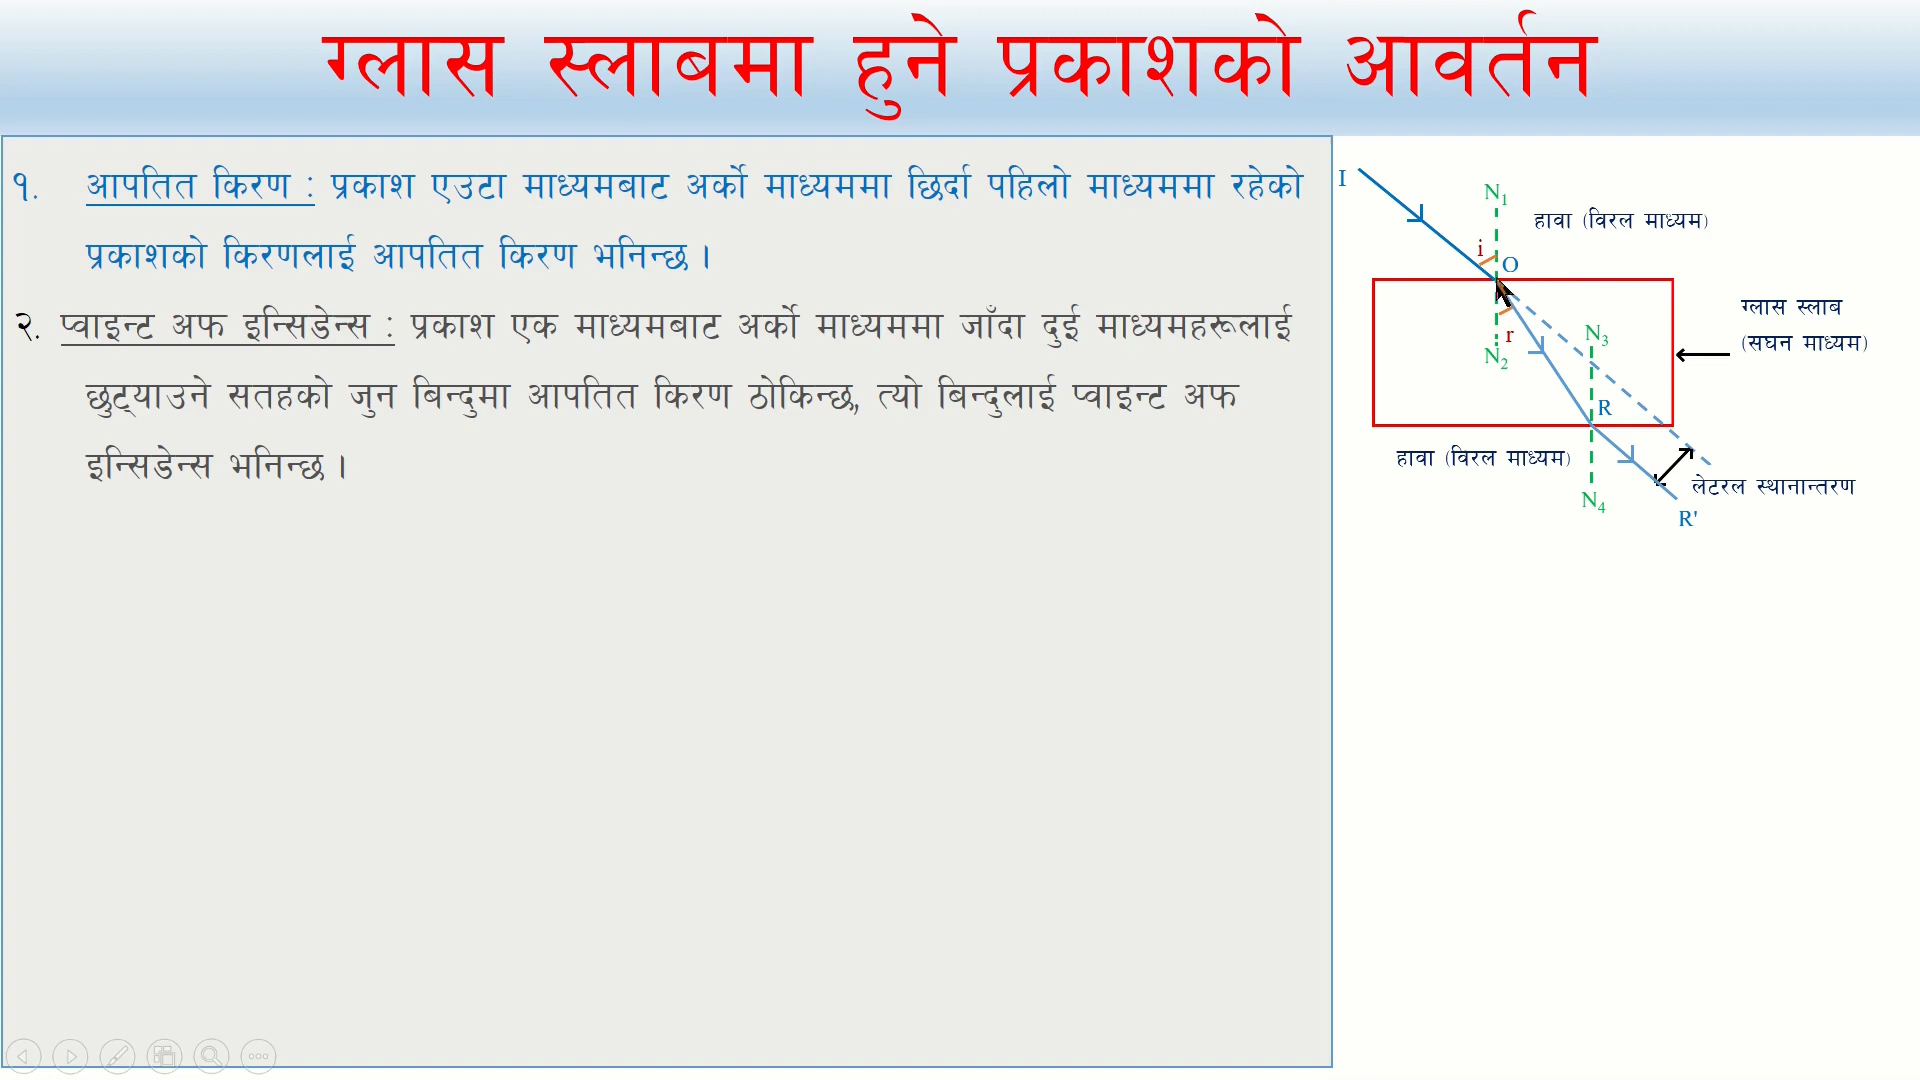 ग्लास स्लाबमा हुने प्रकाशको आवर्तन
१. आपतित किरण : प्रकाश एउटा माध्यमबाट अर्को माध्यममा छिर्दा पहिलो माध्यममा रहेको
प्रकाशको किरणलाई आपतित किरण भनिन्छ ।
२. प्वाइन्ट अफ इन्सिडेन्स : प्रकाश एक माध्यमबाट अर्को माध्यममा जाँदा दुई माध्यमहरूलाई
छुट्याउने सतहको जुन बिन्दुमा आपतित किरण ठोकिन्छ, त्यो बिन्दुलाई प्वाइन्ट अफ
इन्सिडेन्स भनिन्छ ।
I
N1
हावा (विरल माध्यम)
i
O
ग्लास स्लाब
(सघन माध्यम)
r
N2
N3
R
हावा (विरल माध्यम)
लेटरल स्थानान्तरण
N4
R'